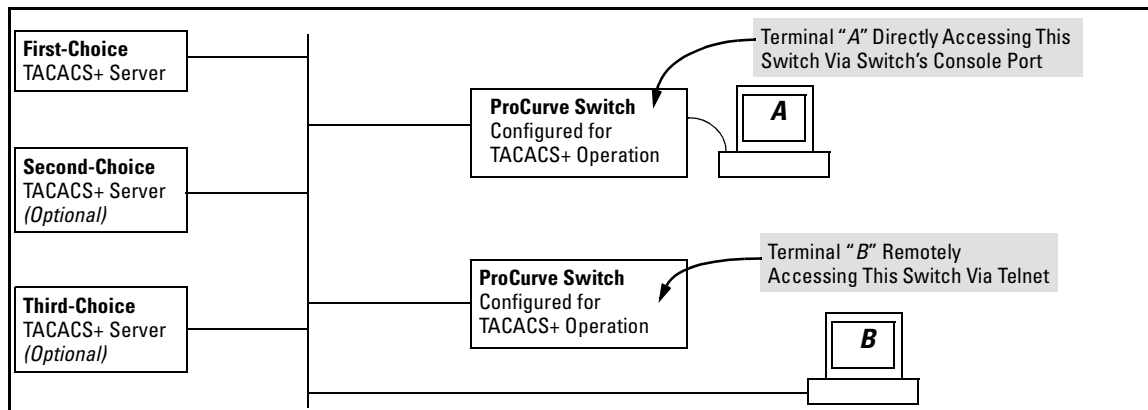 First-Choice
TACACS+ Server
Second-Choice
TACACS+ Server
(Optional)
Third-Choice
TACACS+ Server
(Optional)
ProCurve Switch
Configured for
TACACS+ Operation
Terminal “A” Directly Accessing This
Switch Via Switch’s Console Port
A
ProCurve Switch
Configured for
TACACS+ Operation
Terminal “B” Remotely
Accessing This Switch Via Telnet
B